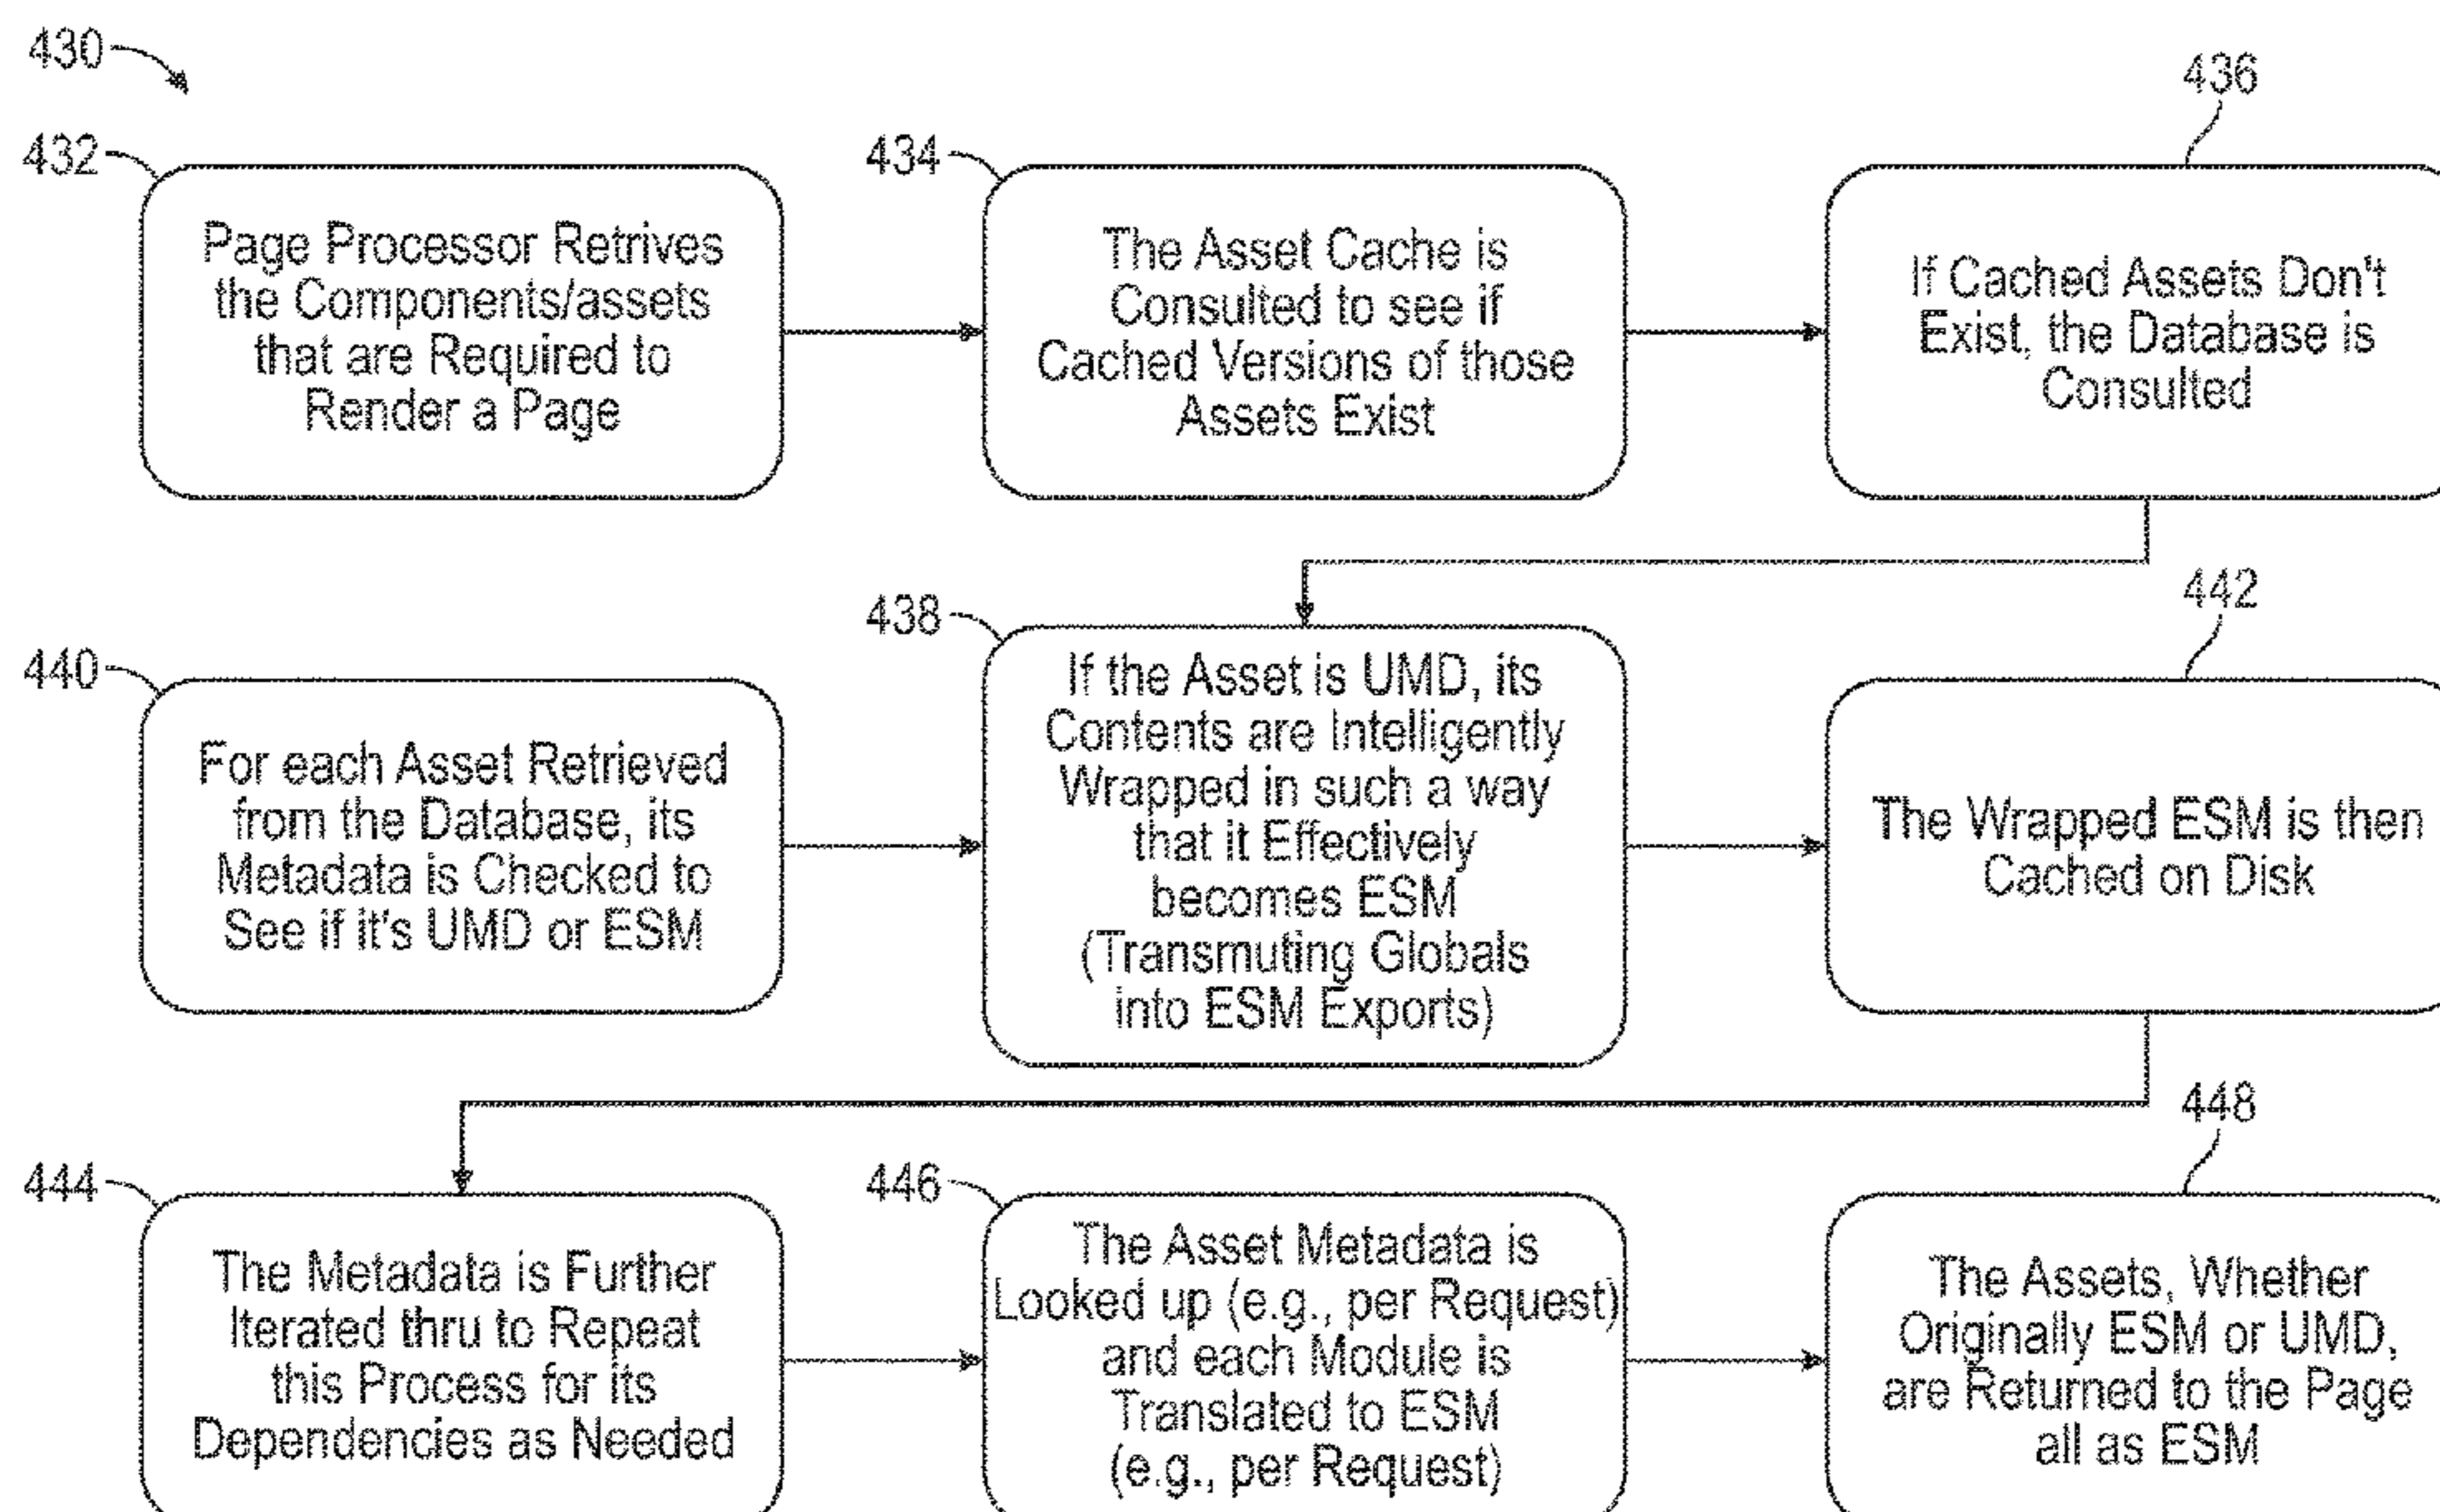 430
432
Page Processor Retrives
the Components/assets
that are Required to
Render a Page
434
The Asset Cache is
Consulted to see if
Cached Versions of those
Assets Exist
436
If Cached Assets Don't
Exist, the Database is
Consulted
440
For each Asset Retrieved
from the Database, its
Metadata is Checked to
See if it's UMD or ESM
438
If the Asset is UMD, its
Contents are Intelligently
Wrapped in such a way
that it Effectively
becomes ESM
(Transmuting Globals
into ESM Exports)
442
The Wrapped ESM is then
Cached on Disk
444
The Metadata is Further
Iterated thru to Repeat
this Process for its
Dependencies as Needed
446
The Asset Metadata is
Looked up (e.g., per Request)
and each Module is
Translated to ESM
(e.g., per Request)
448
The Assets, Whether
Originally ESM or UMD,
are Returned to the Page
all as ESM